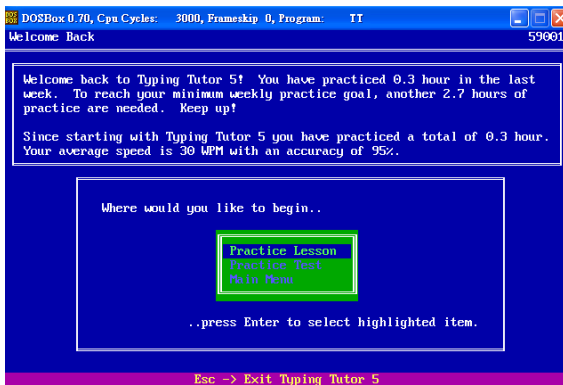 DOSBox 0.70, Cpu Cycles: 3000, Frameskip 0, Program: TT
Welcome Back 59001
Welcome back to Typing Tutor 5! You have practiced 0.3 hour in the last
week. To reach your minimum weekly practice goal, another 2.7 hours of
practice are needed. Keep up!
Since starting with Typing Tutor 5 you have practiced a total of 0.3 hour.
Your average speed is 30 WPM with an accuracy of 95%.
Where would you like to begin..
Practice Lesson
Practice Test
Main Menu
..press Enter to select highlighted item.
Esc -> Exit Typing Tutor 5